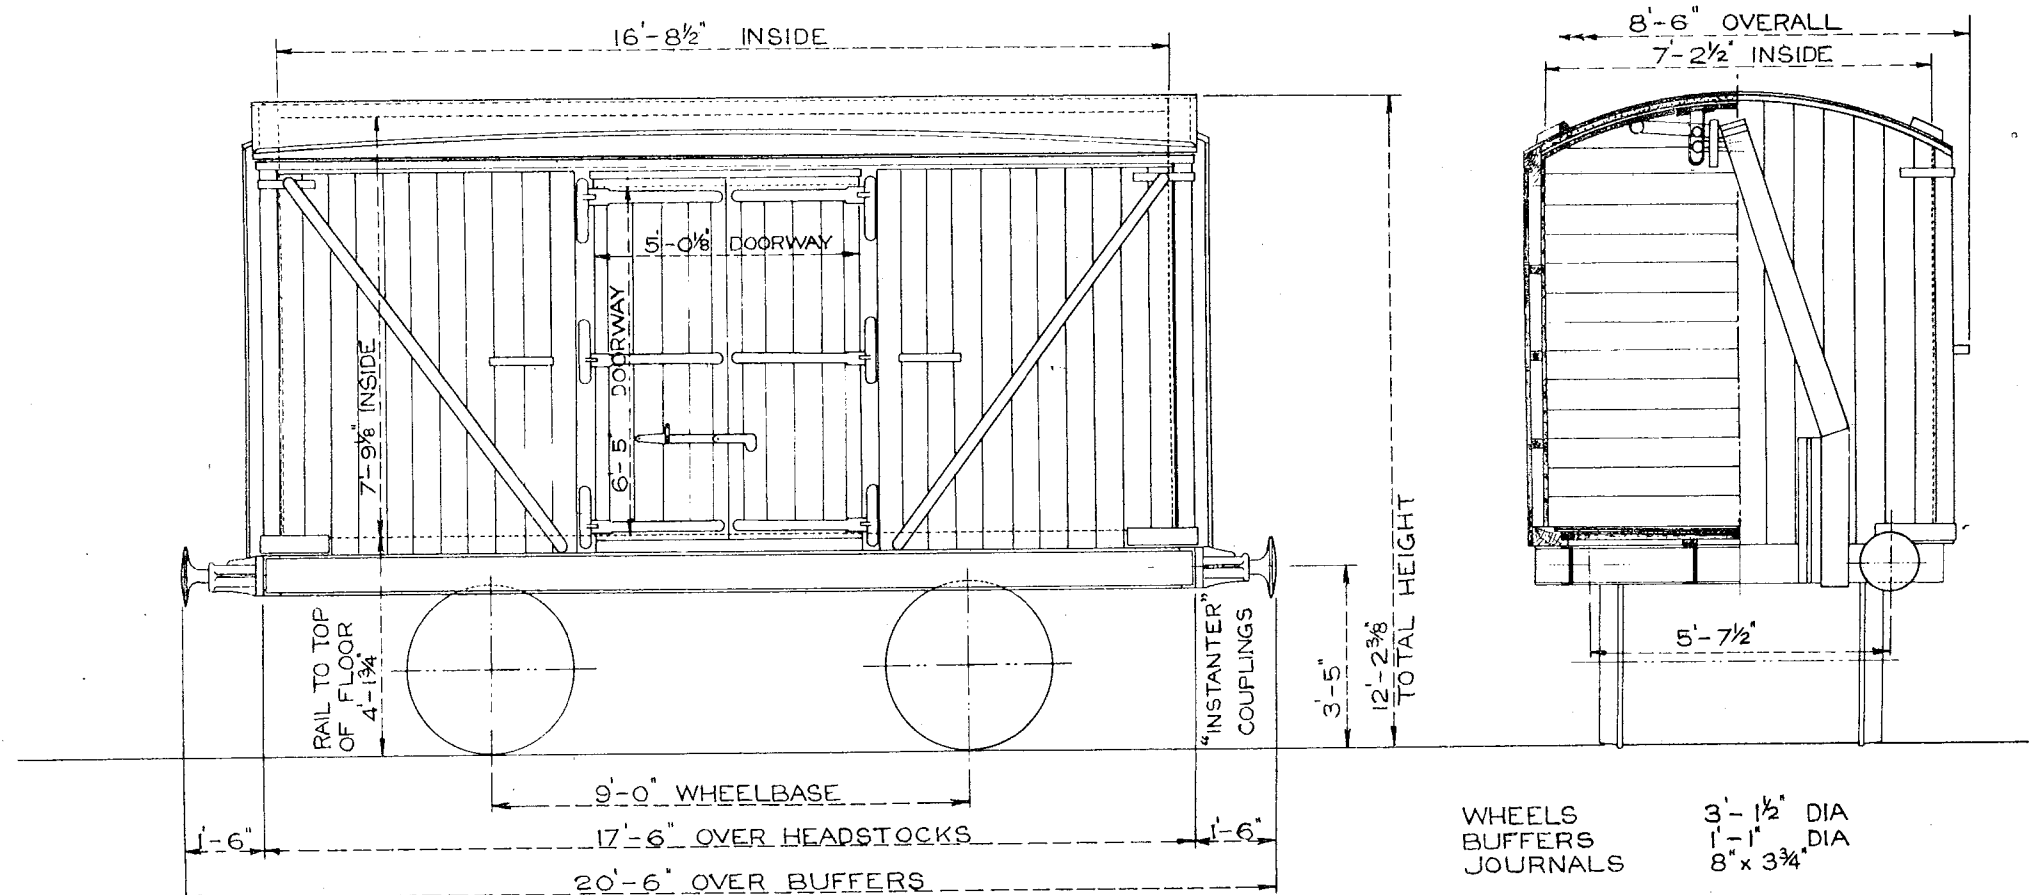 16'-8½" INSIDE
8'-6" OVERALL
7'-2½" INSIDE
5'-0⅛" DOORWAY
6'-5" DOORWAY
7'-9⅛" INSIDE
RAIL TO TOP
OF FLOOR
4'-1¾"
"INSTANTER"
COUPLINGS
3'-5"
12'-2⅜"
TOTAL HEIGHT
5'-7½"
9'-0" WHEELBASE
1'-6"
17'-6" OVER HEADSTOCKS
1'-6"
20'-6" OVER BUFFERS
WHEELS 3'-1½" DIA
BUFFERS 1'-1" DIA
JOURNALS 8" x 3¾"